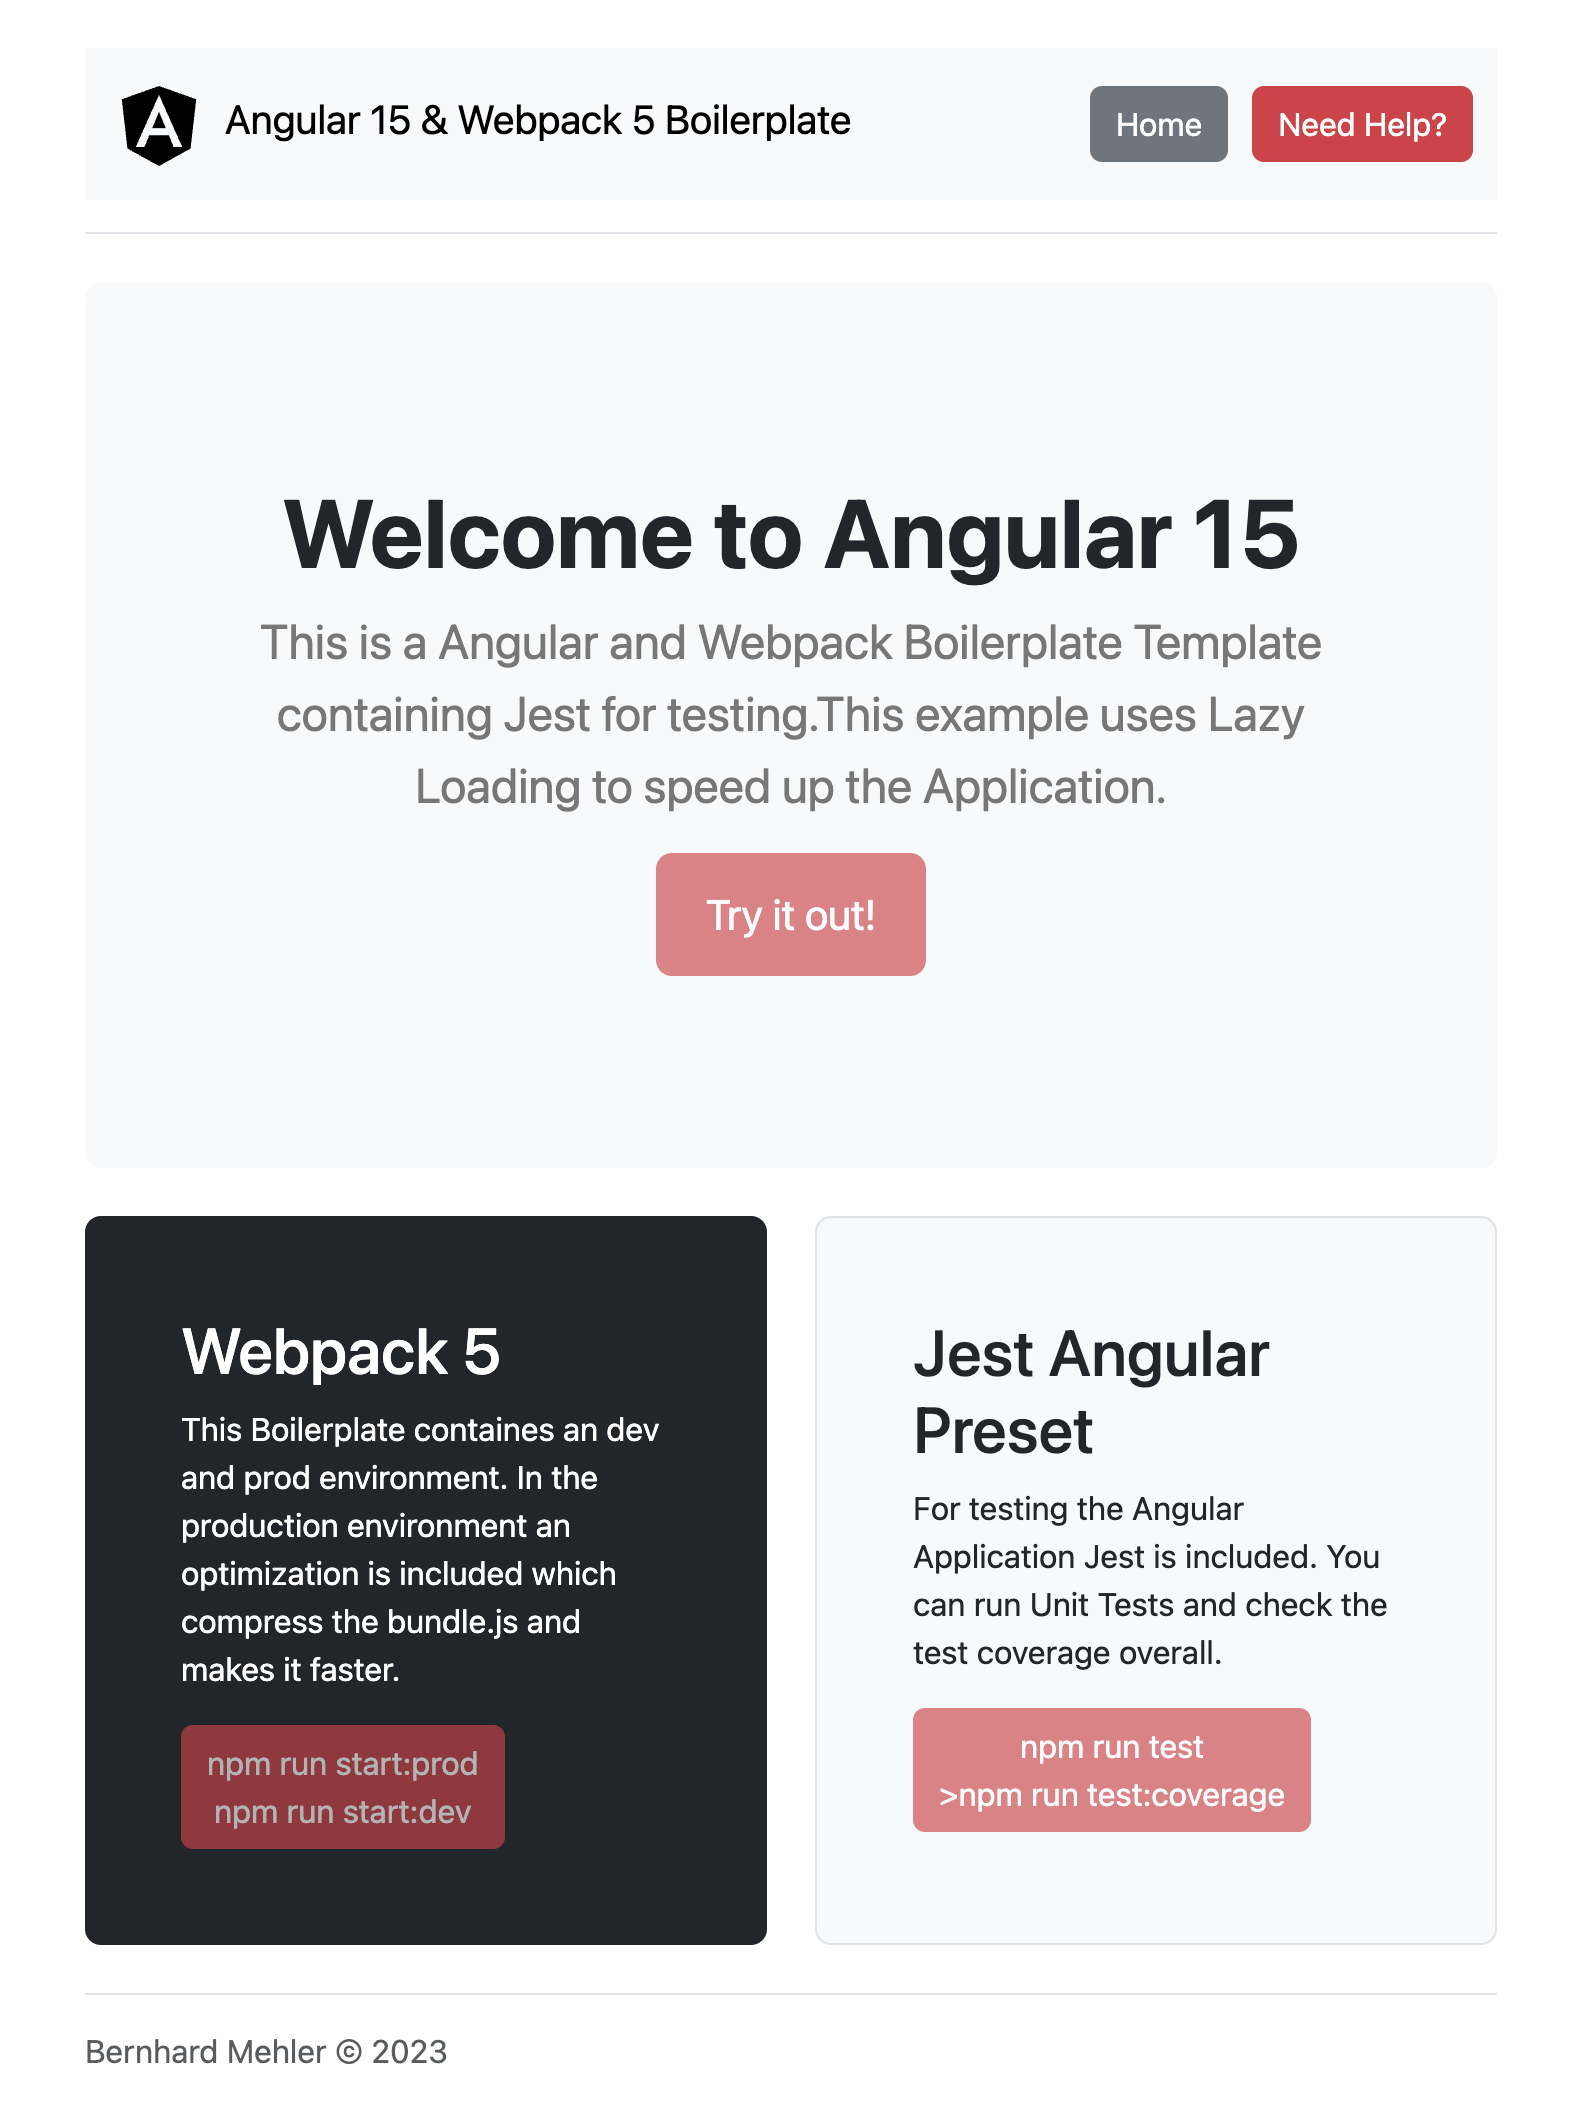 Angular 15 & Webpack 5 Boilerplate
Home
Need Help?
Welcome to Angular 15
This is a Angular and Webpack Boilerplate Template
containing Jest for testing.This example uses Lazy
Loading to speed up the Application.
Try it out!
Webpack 5
This Boilerplate containes an dev
and prod environment. In the
production environment an
optimization is included which
compress the bundle.js and
makes it faster.
npm run start:prod
npm run start:dev
Jest Angular
Preset
For testing the Angular
Application Jest is included. You
can run Unit Tests and check the
test coverage overall.
npm run test
>npm run test:coverage
Bernhard Mehler © 2023